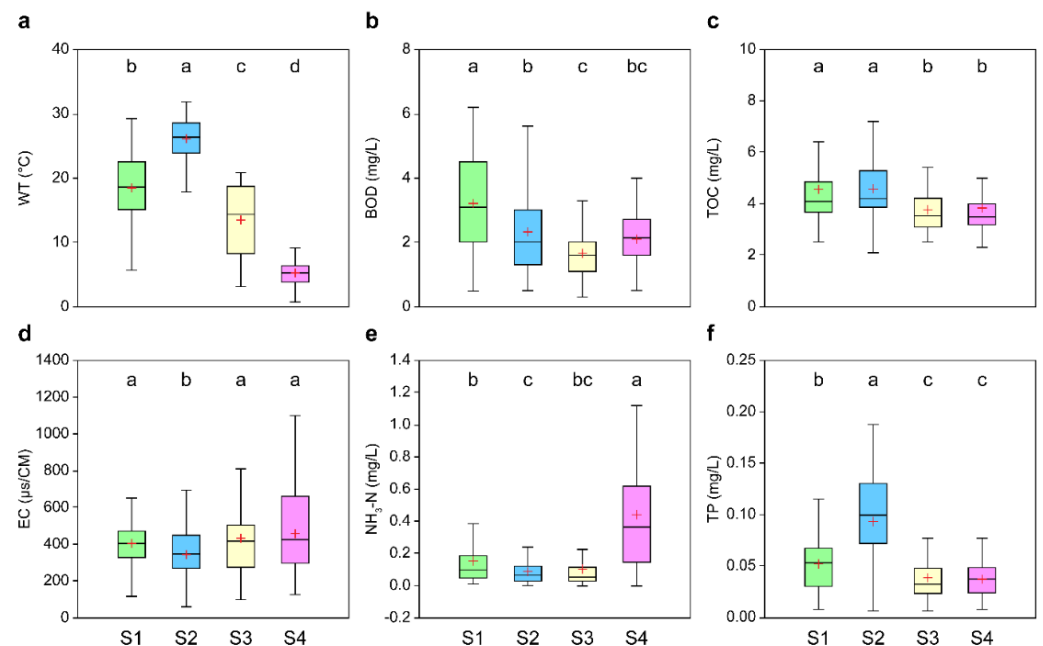 a
b a c d
40
30
20
10
0
WT (°C)
b
a b c bc
8
6
4
2
0
BOD (mg/L)
c
a a b b
10
8
6
4
2
0
TOC (mg/L)
d
a b a a
1400
1200
1000
800
600
400
200
0
EC (µs/CM)
S1 S2 S3 S4
e
b c bc a
1.4
1.2
1.0
0.8
0.6
0.4
0.2
0.0
-0.2
NH₃-N (mg/L)
S1 S2 S3 S4
f
b a c c
0.25
0.20
0.15
0.10
0.05
0.00
TP (mg/L)
S1 S2 S3 S4